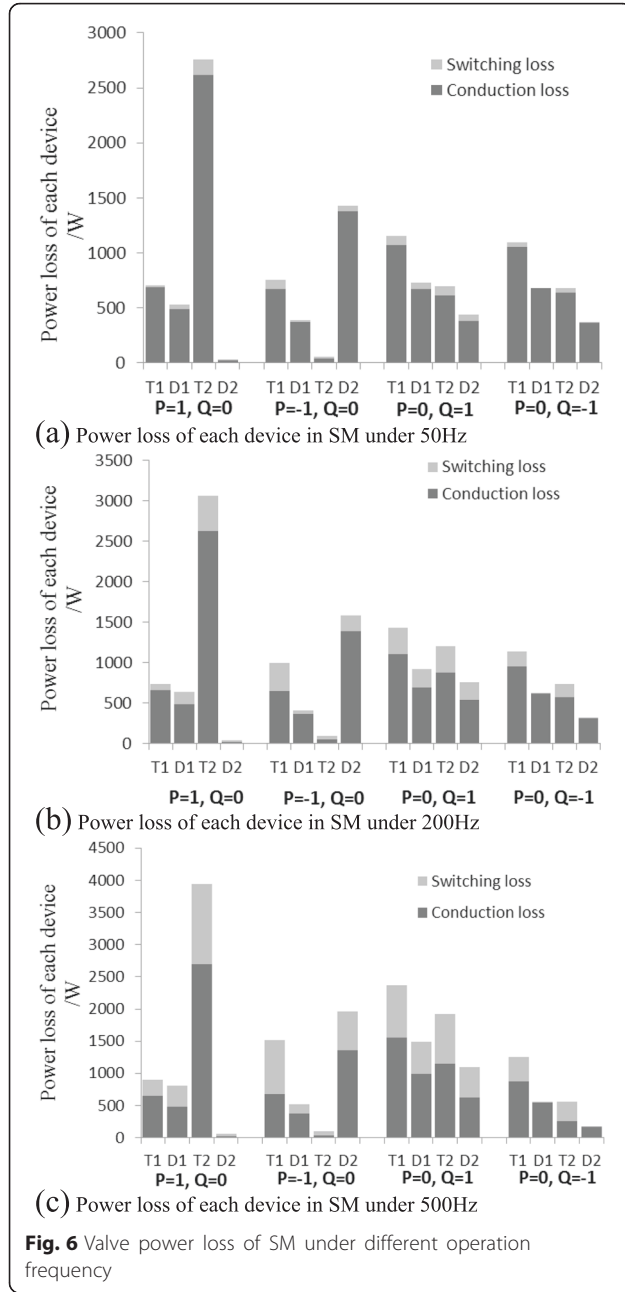 3000
2500
2000
1500
1000
500
0
Power loss of each device
/W
Switching loss
Conduction loss
T1 D1 T2 D2 T1 D1 T2 D2 T1 D1 T2 D2 T1 D1 T2 D2
P=1, Q=0 P=-1, Q=0 P=0, Q=1 P=0, Q=-1
(a) Power loss of each device in SM under 50Hz
3500
3000
2500
2000
1500
1000
500
0
Power loss of each device
/W
Switching loss
Conduction loss
T1 D1 T2 D2 T1 D1 T2 D2 T1 D1 T2 D2 T1 D1 T2 D2
P=1, Q=0 P=-1, Q=0 P=0, Q=1 P=0, Q=-1
(b) Power loss of each device in SM under 200Hz
4500
4000
3500
3000
2500
2000
1500
1000
500
0
Power loss of each device
/W
Switching loss
Conduction loss
T1 D1 T2 D2 T1 D1 T2 D2 T1 D1 T2 D2 T1 D1 T2 D2
P=1, Q=0 P=-1, Q=0 P=0, Q=1 P=0, Q=-1
(c) Power loss of each device in SM under 500Hz
Fig. 6 Valve power loss of SM under different operation
frequency